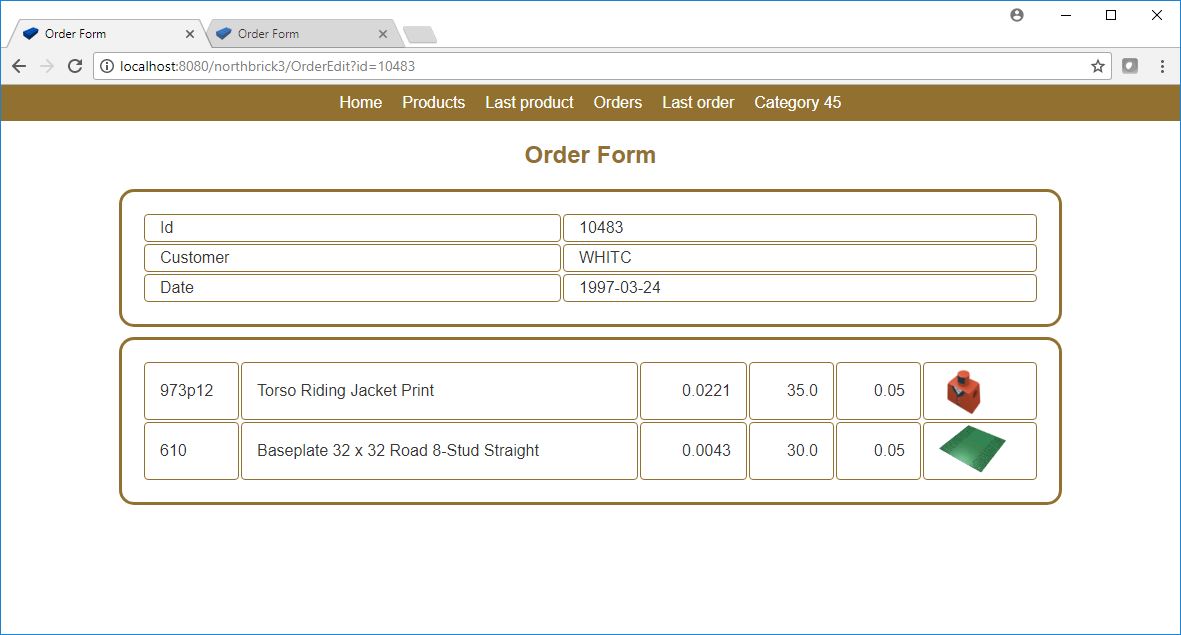 Order Form Order Form
localhost:8080/northbrick3/OrderEdit?id=10483
Home Products Last product Orders Last order Category 45
Order Form
Id 10483
Customer WHITC
Date 1997-03-24
973p12 Torso Riding Jacket Print 0.0221 35.0 0.05
610 Baseplate 32 x 32 Road 8-Stud Straight 0.0043 30.0 0.05